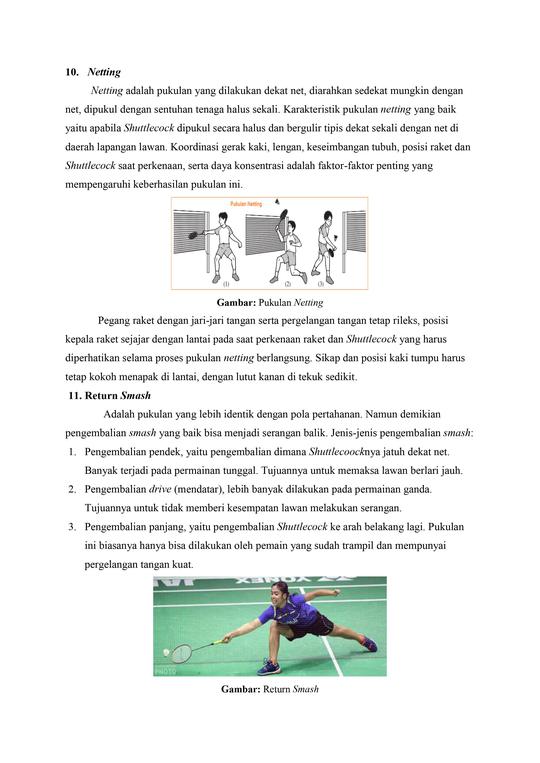 10. Netting
Netting adalah pukulan yang dilakukan dekat net, diarahkan sedekat mungkin dengan
net, dipukul dengan sentuhan tenaga halus sekali. Karakteristik pukulan netting yang baik
yaitu apabila Shuttlecock dipukul secara halus dan bergulir tipis dekat sekali dengan net di
daerah lapangan lawan. Koordinasi gerak kaki, lengan, keseimbangan tubuh, posisi raket dan
Shuttlecock saat perkenaan, serta daya konsentrasi adalah faktor-faktor penting yang
mempengaruhi keberhasilan pukulan ini.
Pukulan Netting
(1) (2) (3)
Gambar: Pukulan Netting
Pegang raket dengan jari-jari tangan serta pergelangan tangan tetap rileks, posisi
kepala raket sejajar dengan lantai pada saat perkenaan raket dan Shuttlecock yang harus
diperhatikan selama proses pukulan netting berlangsung. Sikap dan posisi kaki tumpu harus
tetap kokoh menapak di lantai, dengan lutut kanan di tekuk sedikit.
11. Return Smash
Adalah pukulan yang lebih identik dengan pola pertahanan. Namun demikian
pengembalian smash yang baik bisa menjadi serangan balik. Jenis-jenis pengembalian smash:
1. Pengembalian pendek, yaitu pengembalian dimana Shuttlecoocknya jatuh dekat net.
Banyak terjadi pada permainan tunggal. Tujuannya untuk memaksa lawan berlari jauh.
2. Pengembalian drive (mendatar), lebih banyak dilakukan pada permainan ganda.
Tujuannya untuk tidak memberi kesempatan lawan melakukan serangan.
3. Pengembalian panjang, yaitu pengembalian Shuttlecock ke arah belakang lagi. Pukulan
ini biasanya hanya bisa dilakukan oleh pemain yang sudah trampil dan mempunyai
pergelangan tangan kuat.
YONEX
PHOTO
Gambar: Return Smash